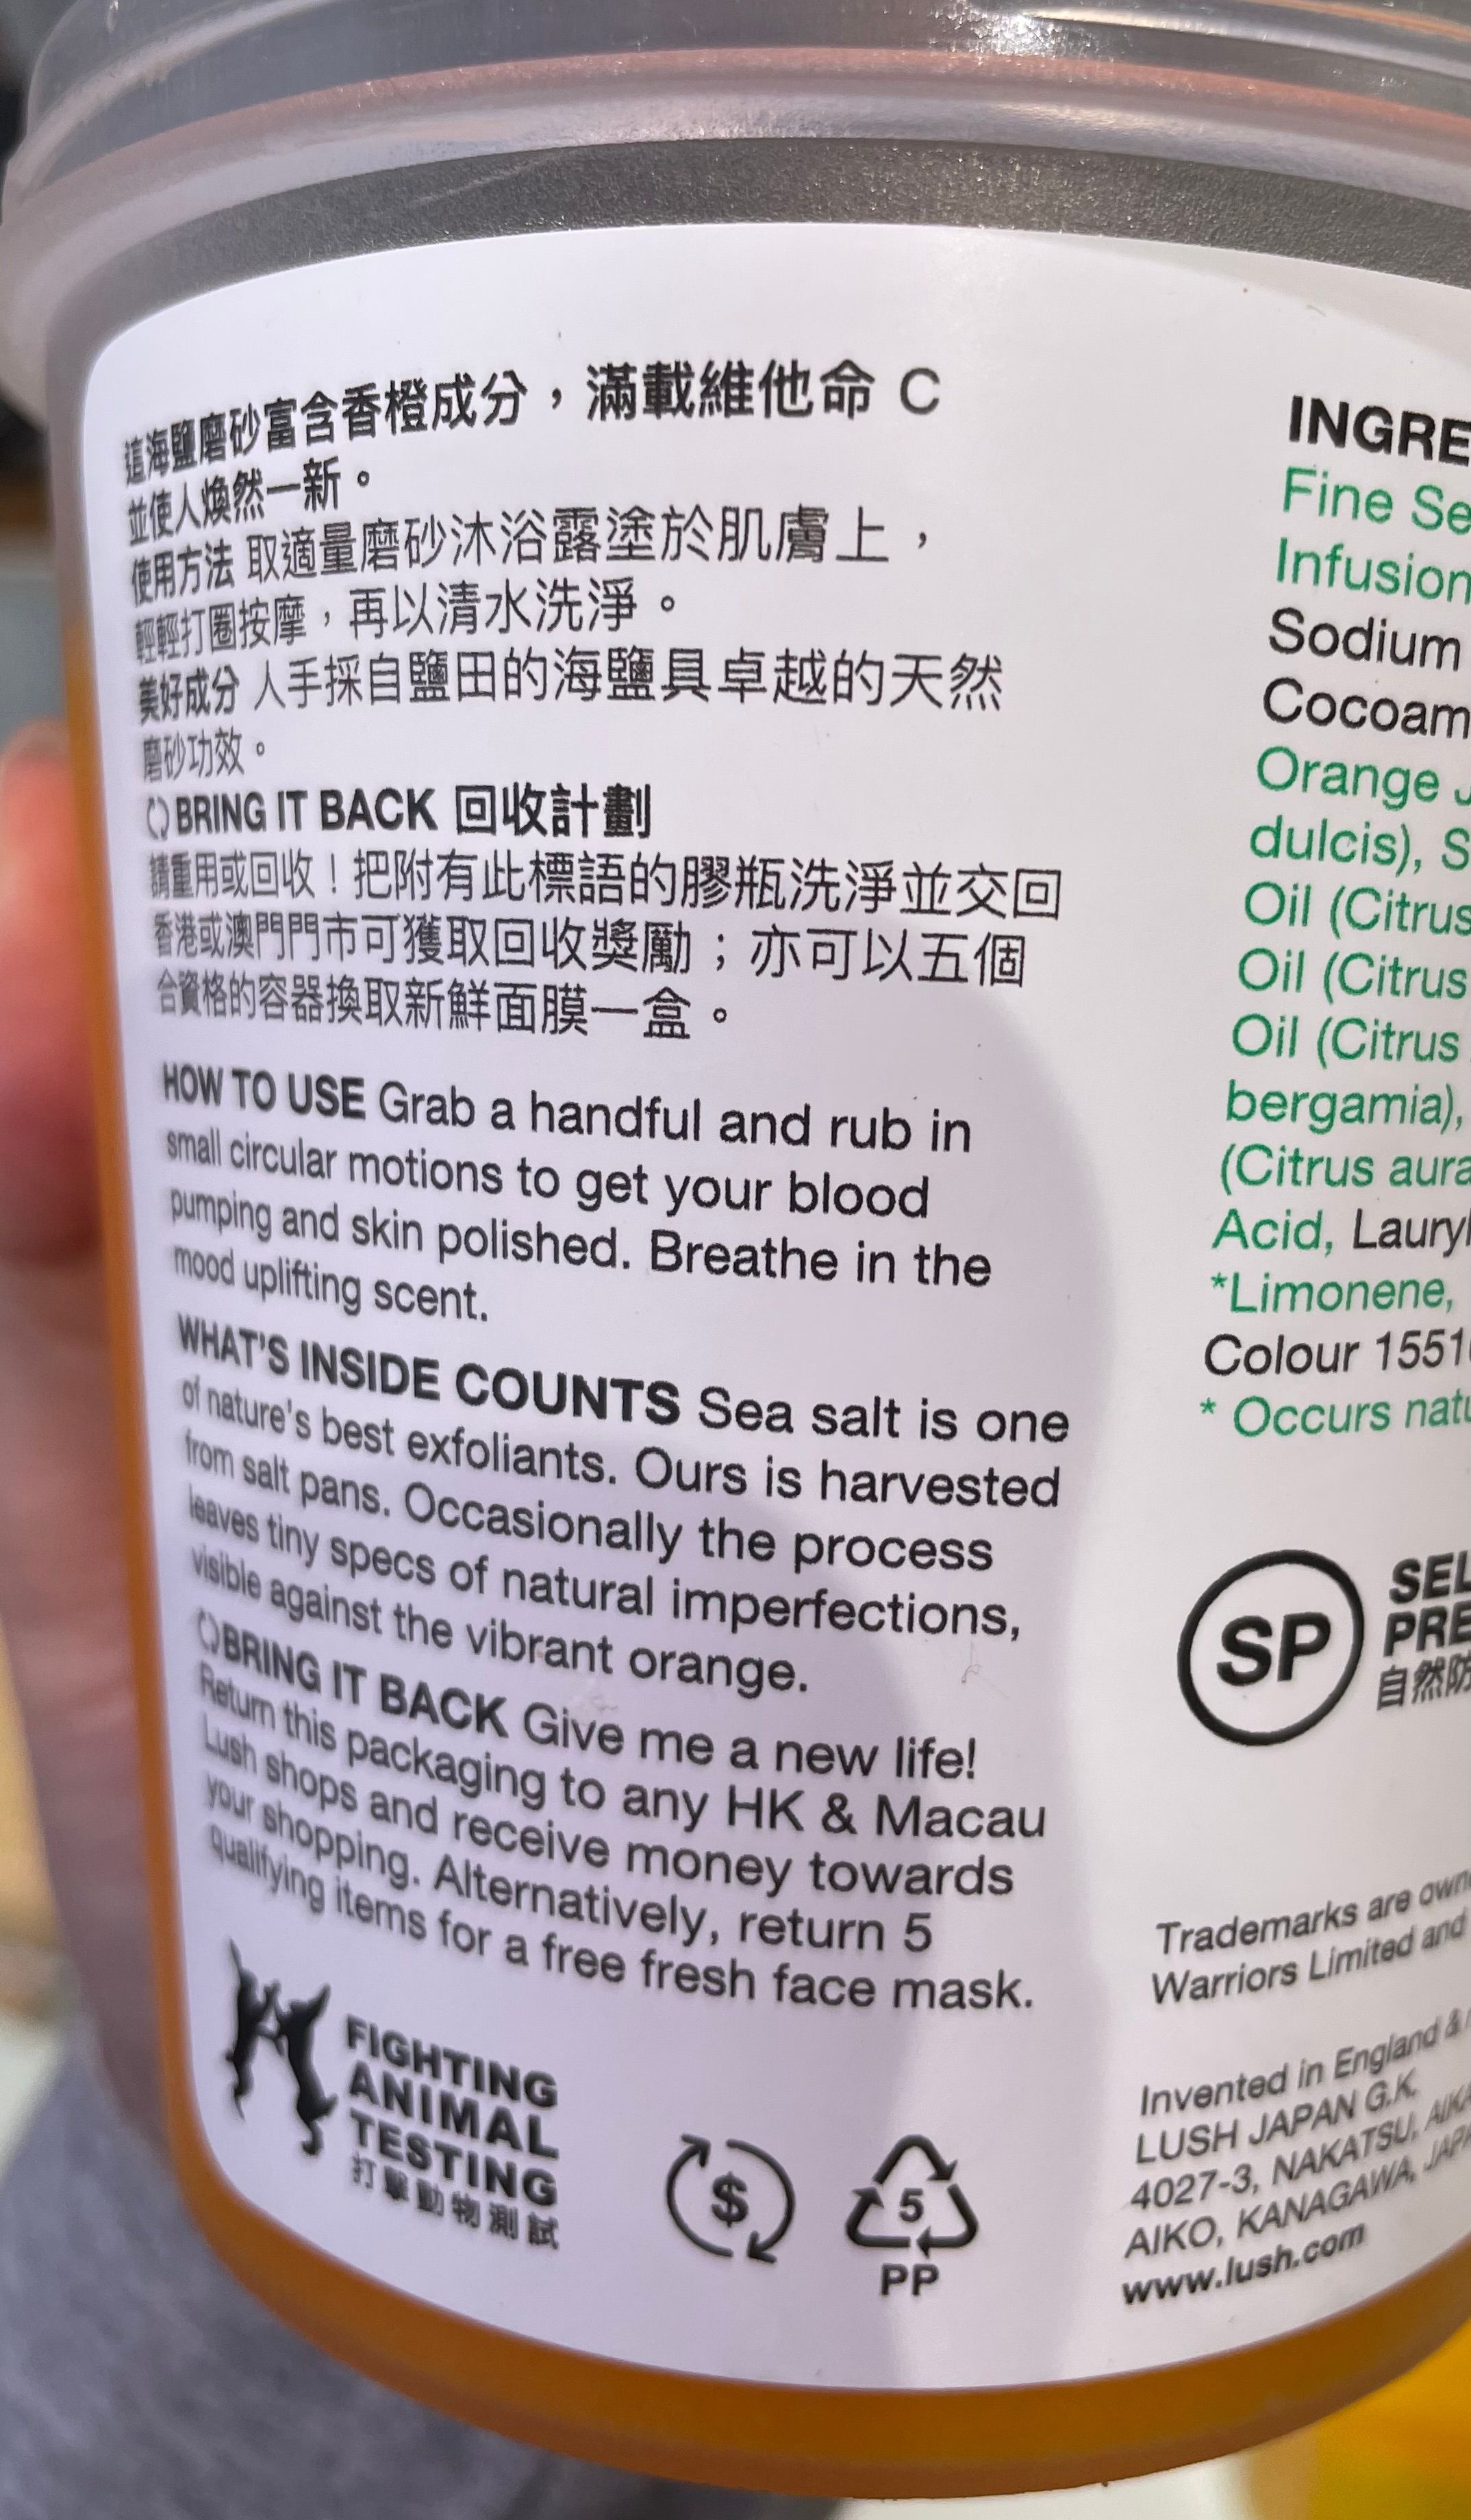 這海鹽磨砂富含香橙成分，滿載維他命 C
並使人煥然一新。
使用方法 取適量磨砂沐浴露塗於肌膚上，
輕輕打圈按摩，再以清水洗淨。
美好成分 人手採自鹽田的海鹽具卓越的天然
磨砂功效。
BRING IT BACK 回收計劃
請重用或回收！把附有此標語的膠瓶洗淨並交回
香港或澳門門市可獲取回收獎勵；亦可以五個
合資格的容器換取新鮮面膜一盒。
HOW TO USE Grab a handful and rub in
small circular motions to get your blood
pumping and skin polished. Breathe in the
mood uplifting scent.
WHAT'S INSIDE COUNTS Sea salt is one
of nature's best exfoliants. Ours is harvested
from salt pans. Occasionally the process
leaves tiny specs of natural imperfections,
visible against the vibrant orange.
BRING IT BACK Give me a new life!
Return this packaging to any HK & Macau
Lush shops and receive money towards
your shopping. Alternatively, return 5
qualifying items for a free fresh face mask.
FIGHTING
ANIMAL
TESTING
打擊動物測試
$
5
PP
INGRE
Fine Se
Infusion
Sodium
Cocoam
Orange J
dulcis), S
Oil (Citrus
Oil (Citrus
Oil (Citrus
bergamia),
(Citrus aura
Acid, Lauryl
*Limonene,
Colour 1551
* Occurs natu
SP
SEL
PRE
自然防
Trademarks are own
Warriors Limited and
Invented in England &
LUSH JAPAN G.K.
4027-3, NAKATSU, AIKA
AIKO, KANAGAWA, JAP
www.lush.com